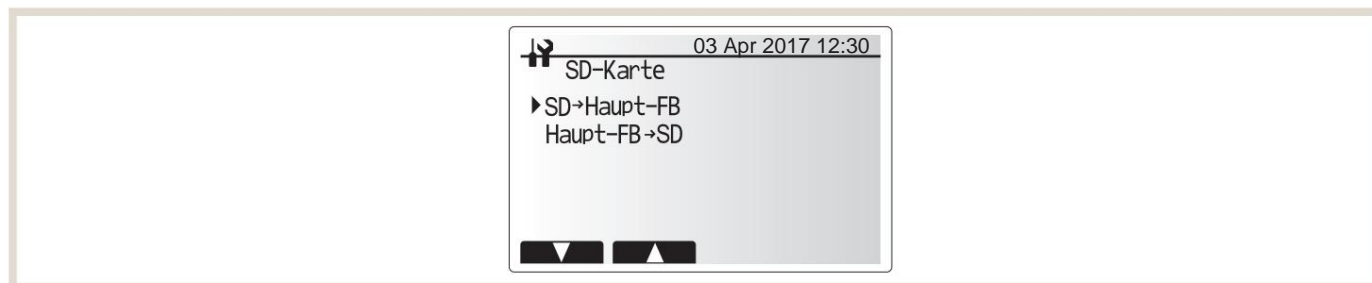 03 Apr 2017 12:30
SD-Karte
SD→Haupt-FB
Haupt-FB→SD